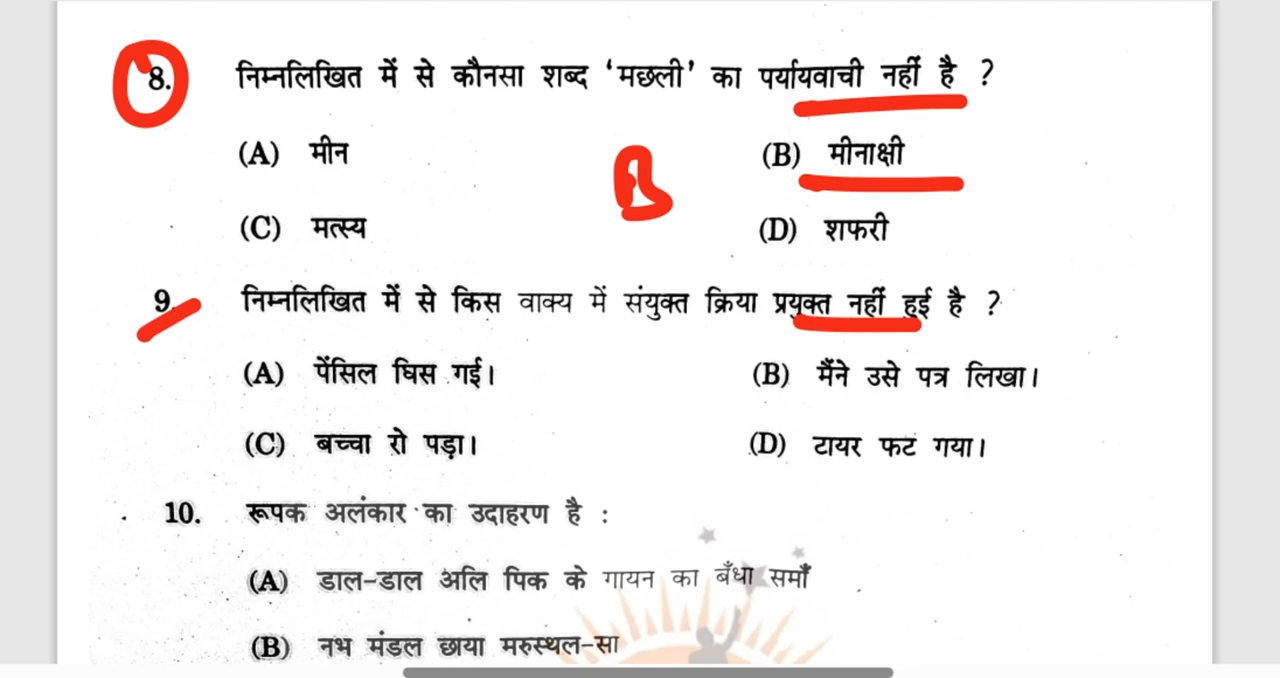 8. निम्नलिखित में से कौनसा शब्द ‘मछली’ का पर्यायवाची नहीं है ?
(A) मीन (B) मीनाक्षी
B
(C) मत्स्य (D) शफरी
9. निम्नलिखित में से किस वाक्य में संयुक्त क्रिया प्रयुक्त नहीं हुई है ?
(A) पेंसिल घिस गई। (B) मैंने उसे पत्र लिखा।
(C) बच्चा रो पड़ा। (D) टायर फट गया।
10. रूपक अलंकार का उदाहरण है :
(A) डाल-डाल अलि पिक के गायन का बँधा समाँ
(B) नभ मंडल छाया मरुस्थल-सा